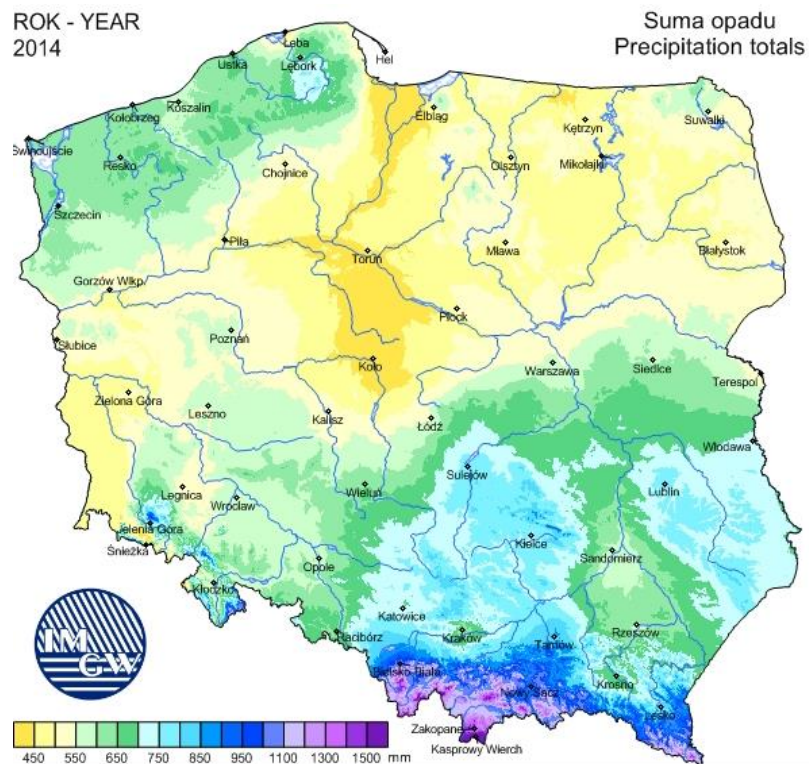 ROK - YEAR
2014
Suma opadu
Precipitation totals
Łeba
Hel
Ustka
Lębork
Koszalin
Kołobrzeg
Elbląg
Kętrzyn
Suwałki
Świnoujście
Resko
Chojnice
Olsztyn
Mikołajki
Szczecin
Piła
Toruń
Mława
Białystok
Gorzów Wlkp.
Płock
Słubice
Poznań
Koło
Warszawa
Siedlce
Terespol
Zielona Góra
Leszno
Kalisz
Łódź
Włodawa
Sulejów
Legnica
Wrocław
Wieluń
Lublin
Jelenia Góra
Kielce
Śnieżka
Opole
Sandomierz
Kłodzko
Katowice
Racibórz
Kraków
Tarnów
Rzeszów
Bielsko Biała
Nowy Sącz
Krosno
Lesko
Zakopane
Kasprowy Wierch
IM
GW
450 550 650 750 850 950 1100 1300 1500 mm